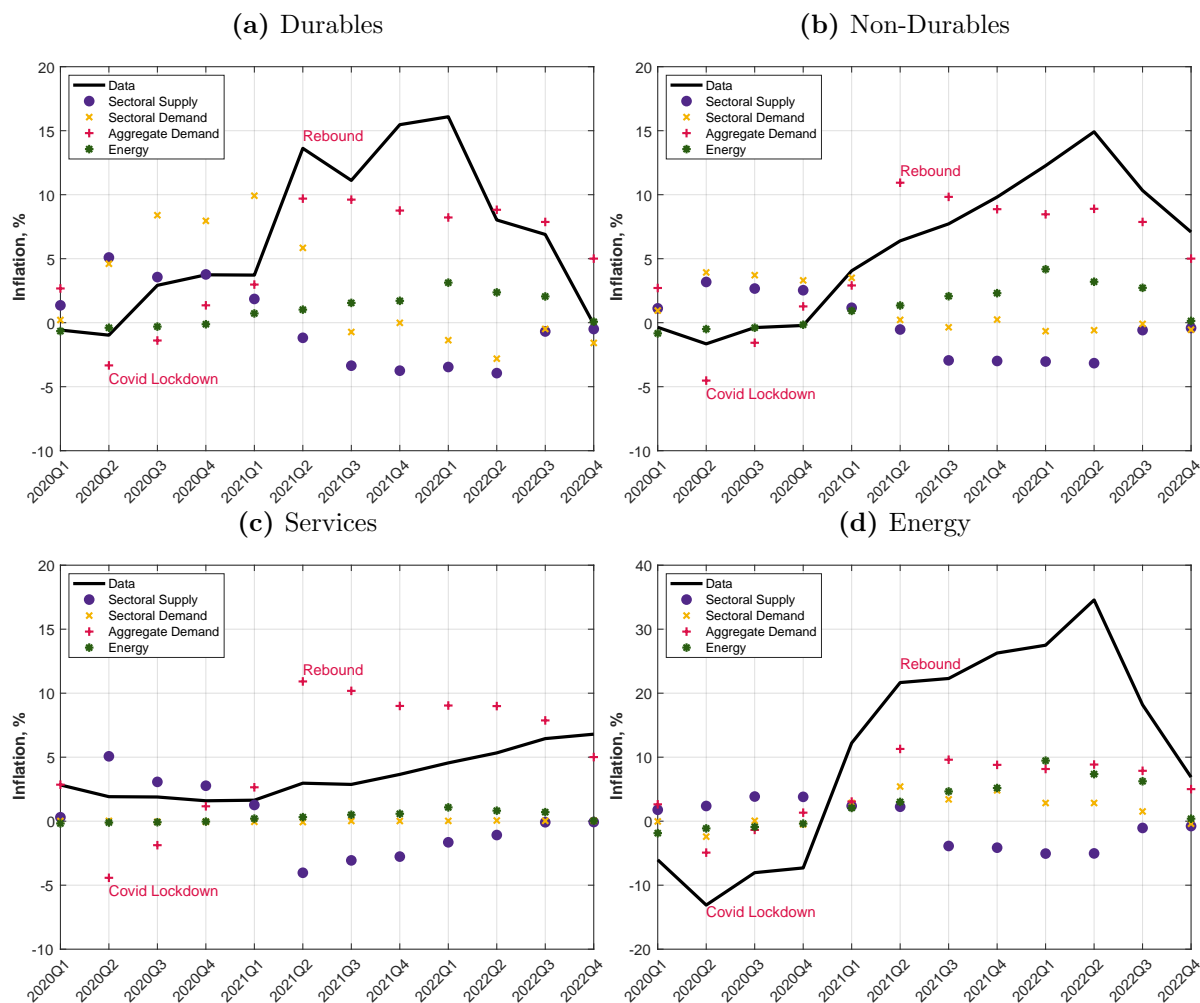 (a) Durables
Inflation, %
20
15
10
5
0
-5
-10
Data
Sectoral Supply
Sectoral Demand
Aggregate Demand
Energy
Rebound
Covid Lockdown
2020Q1
2020Q2
2020Q3
2020Q4
2021Q1
2021Q2
2021Q3
2021Q4
2022Q1
2022Q2
2022Q3
2022Q4
(b) Non-Durables
Inflation, %
20
15
10
5
0
-5
-10
Data
Sectoral Supply
Sectoral Demand
Aggregate Demand
Energy
Rebound
Covid Lockdown
2020Q1
2020Q2
2020Q3
2020Q4
2021Q1
2021Q2
2021Q3
2021Q4
2022Q1
2022Q2
2022Q3
2022Q4
(c) Services
Inflation, %
20
15
10
5
0
-5
-10
Data
Sectoral Supply
Sectoral Demand
Aggregate Demand
Energy
Rebound
Covid Lockdown
2020Q1
2020Q2
2020Q3
2020Q4
2021Q1
2021Q2
2021Q3
2021Q4
2022Q1
2022Q2
2022Q3
2022Q4
(d) Energy
Inflation, %
40
30
20
10
0
-10
-20
Data
Sectoral Supply
Sectoral Demand
Aggregate Demand
Energy
Rebound
Covid Lockdown
2020Q1
2020Q2
2020Q3
2020Q4
2021Q1
2021Q2
2021Q3
2021Q4
2022Q1
2022Q2
2022Q3
2022Q4